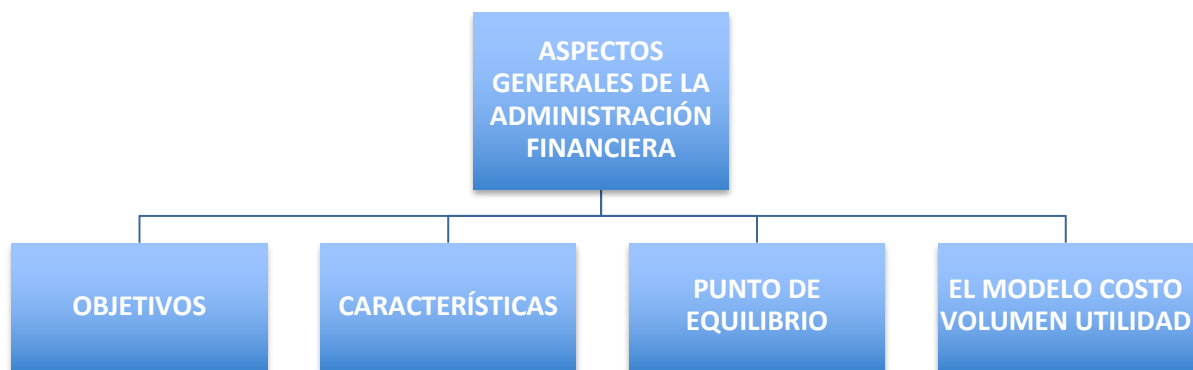 ASPECTOS
GENERALES DE LA
ADMINISTRACIÓN
FINANCIERA
OBJETIVOS
CARACTERÍSTICAS
PUNTO DE
EQUILIBRIO
EL MODELO COSTO
VOLUMEN UTILIDAD